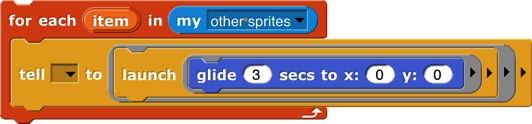 for each item in my other sprites
tell to launch glide 3 secs to x: 0 y: 0